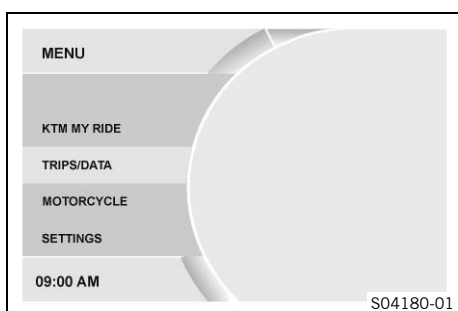 MENU
KTM MY RIDE
TRIPS/DATA
MOTORCYCLE
SETTINGS
09:00 AM
S04180-01